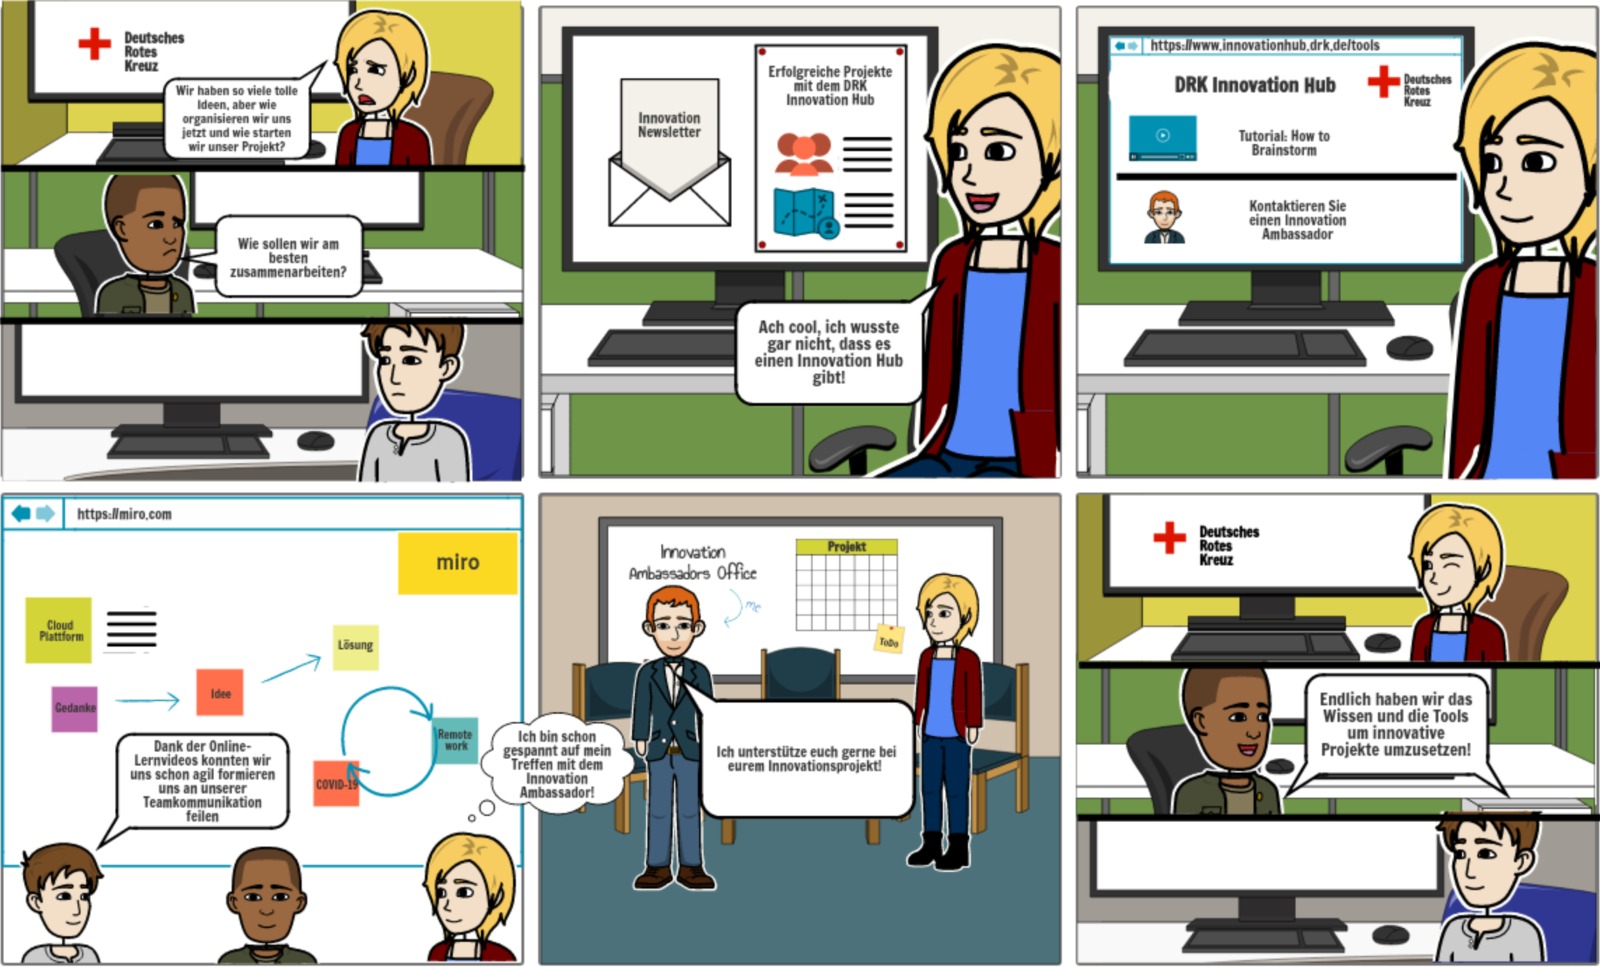 Deutsches
Rotes
Kreuz
Wir haben so viele tolle
Ideen, aber wie
organisieren wir uns
jetzt und wie starten
wir unser Projekt?
Wie sollen wir am
besten
zusammenarbeiten?
Innovation
Newsletter
Erfolgreiche Projekte
mit dem DRK
Innovation Hub
Ach cool, ich wusste
gar nicht, dass es
einen Innovation Hub
gibt!
https://www.innovationhub.drk.de/tools
DRK Innovation Hub
Deutsches
Rotes
Kreuz
Tutorial: How to
Brainstorm
Kontaktieren Sie
einen Innovation
Ambassador
https://miro.com
miro
Cloud
Plattform
Lösung
Idee
Gedanke
Remote
work
COVID-19
Dank der Online-
Lernvideos konnten wir
uns schon agil formieren
uns an unserer
Teamkommunikation
feilen
Ich bin schon
gespannt auf mein
Treffen mit dem
Innovation
Ambassador!
Innovation
Ambassadors Office
me
Projekt
ToDo
Ich unterstütze euch gerne bei
eurem Innovationsprojekt!
Deutsches
Rotes
Kreuz
Endlich haben wir das
Wissen und die Tools
um innovative
Projekte umzusetzen!